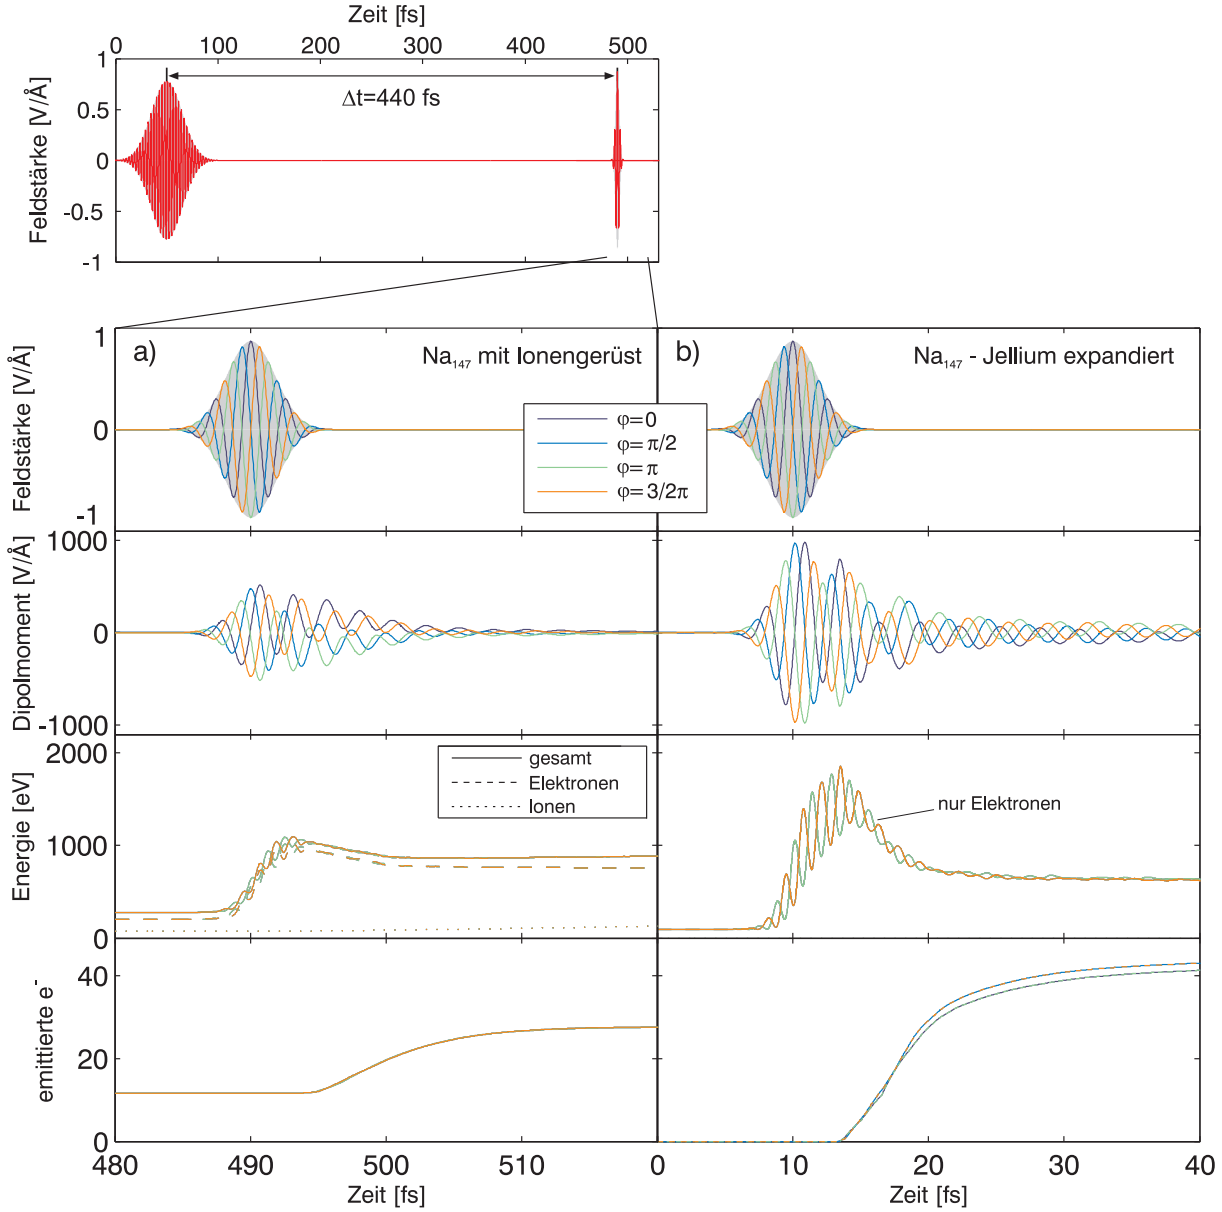 Zeit [fs]
0 100 200 300 400 500
Feldstärke [V/Å]
1
0.5
0
-0.5
-1
Δt=440 fs
a) Na147 mit Ionengerüst
b) Na147 - Jellium expandiert
Feldstärke [V/Å]
1
0
-1
φ=0
φ=π/2
φ=π
φ=3/2π
Dipolmoment [V/Å]
1000
0
-1000
Energie [eV]
2000
1000
0
gesamt
Elektronen
Ionen
nur Elektronen
emittierte e-
40
20
0
480 490 500 510 0 10 20 30 40
Zeit [fs] Zeit [fs]